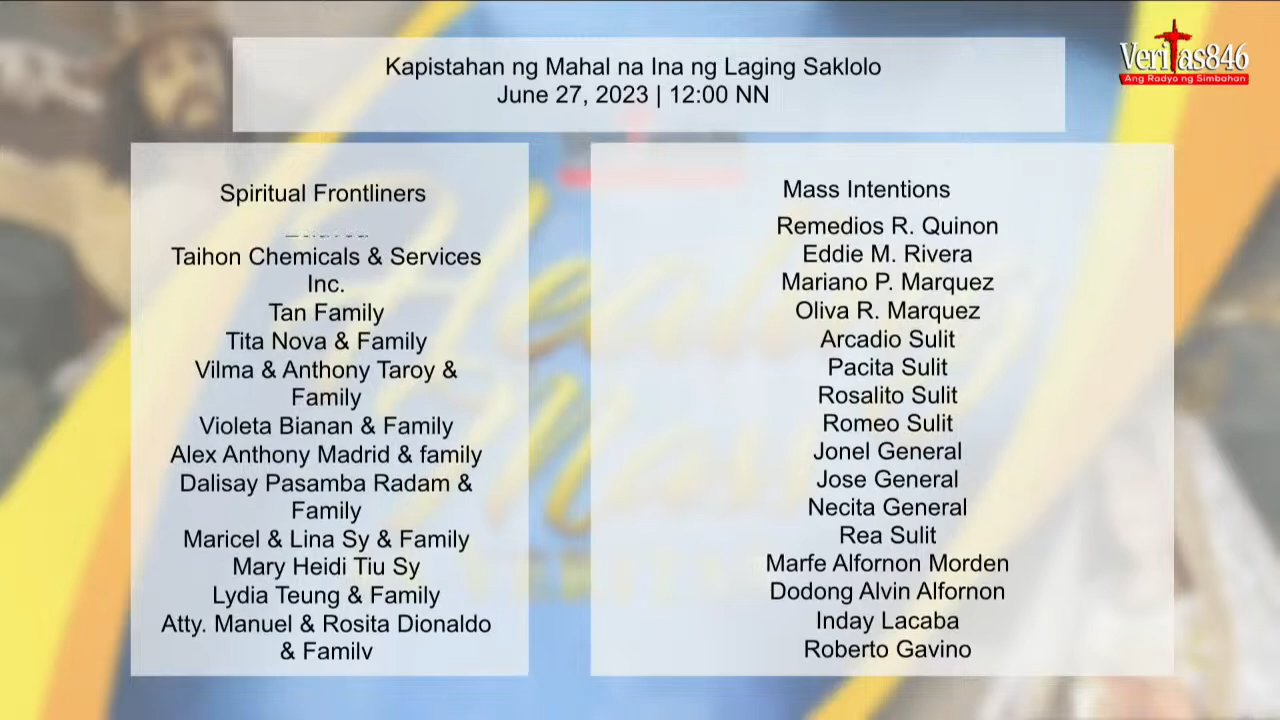 Kapistahan ng Mahal na Ina ng Laging Saklolo
June 27, 2023 | 12:00 NN
Veritas846
Ang Radyo ng Simbahan
Spiritual Frontliners
Taihon Chemicals & Services
Inc.
Tan Family
Tita Nova & Family
Vilma & Anthony Taroy &
Family
Violeta Bianan & Family
Alex Anthony Madrid & family
Dalisay Pasamba Radam &
Family
Maricel & Lina Sy & Family
Mary Heidi Tiu Sy
Lydia Teung & Family
Atty. Manuel & Rosita Dionaldo
& Family
Mass Intentions
Remedios R. Quinon
Eddie M. Rivera
Mariano P. Marquez
Oliva R. Marquez
Arcadio Sulit
Pacita Sulit
Rosalito Sulit
Romeo Sulit
Jonel General
Jose General
Necita General
Rea Sulit
Marfe Alfornon Morden
Dodong Alvin Alfornon
Inday Lacaba
Roberto Gavino
Healing
Mass